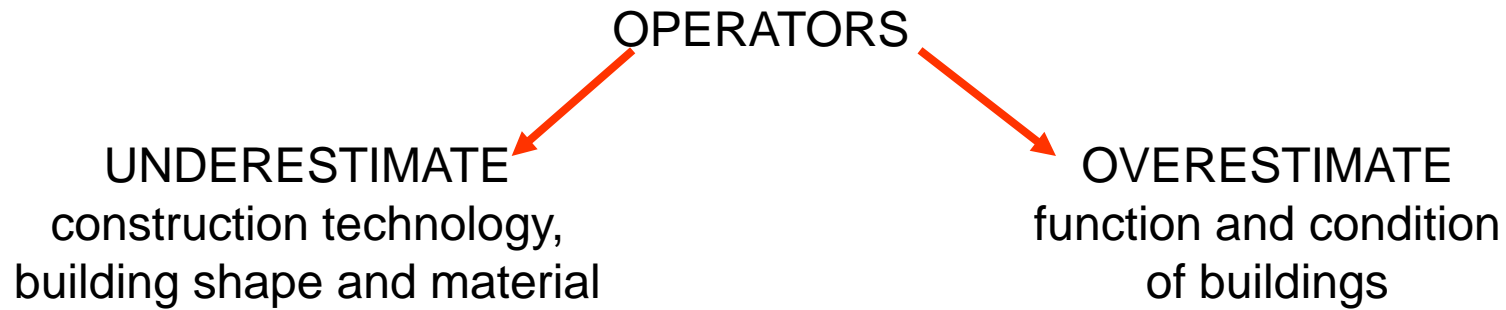 OPERATORS
UNDERESTIMATE
construction technology,
building shape and material
OVERESTIMATE
function and condition
of buildings